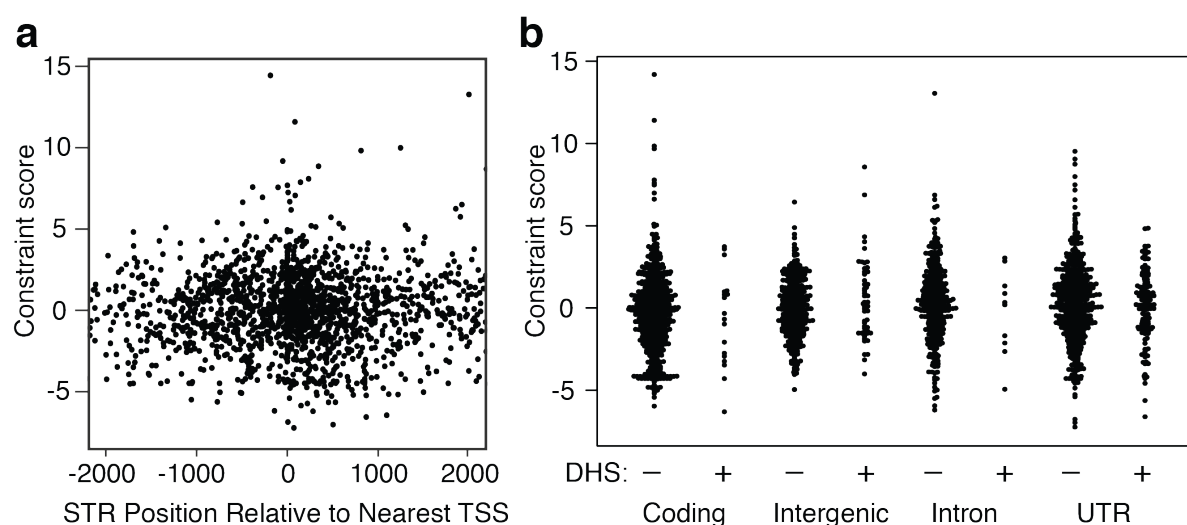 a
15
10
5
0
-5
Constraint score
-2000 -1000 0 1000 2000
STR Position Relative to Nearest TSS
b
15
10
5
0
-5
Constraint score
DHS: − + − + − + − +
Coding Intergenic Intron UTR